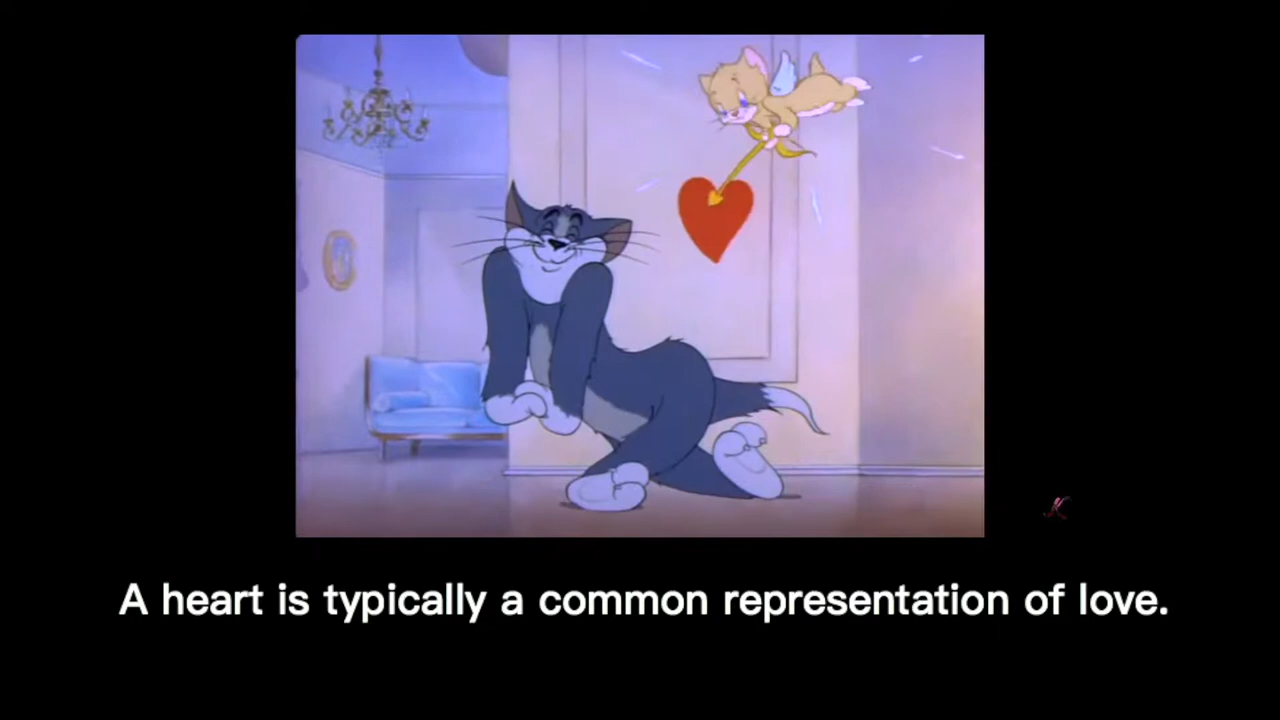 A heart is typically a common representation of love.